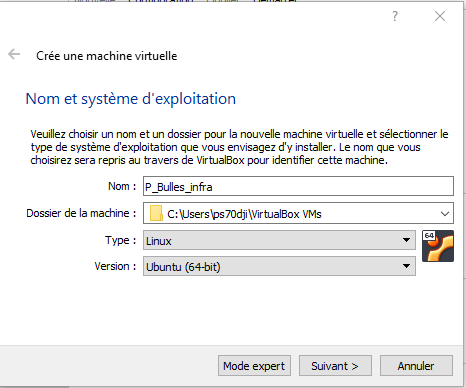 Crée une machine virtuelle
Nom et système d'exploitation
Veuillez choisir un nom et un dossier pour la nouvelle machine virtuelle et sélectionner le
type de système d'exploitation que vous envisagez d'y installer. Le nom que vous
choisirez sera repris au travers de VirtualBox pour identifier cette machine.
Nom : P_Bulles_infra
Dossier de la machine : C:\Users\ps70dji\VirtualBox VMs
Type : Linux
64
Version : Ubuntu (64-bit)
Mode expert Suivant > Annuler